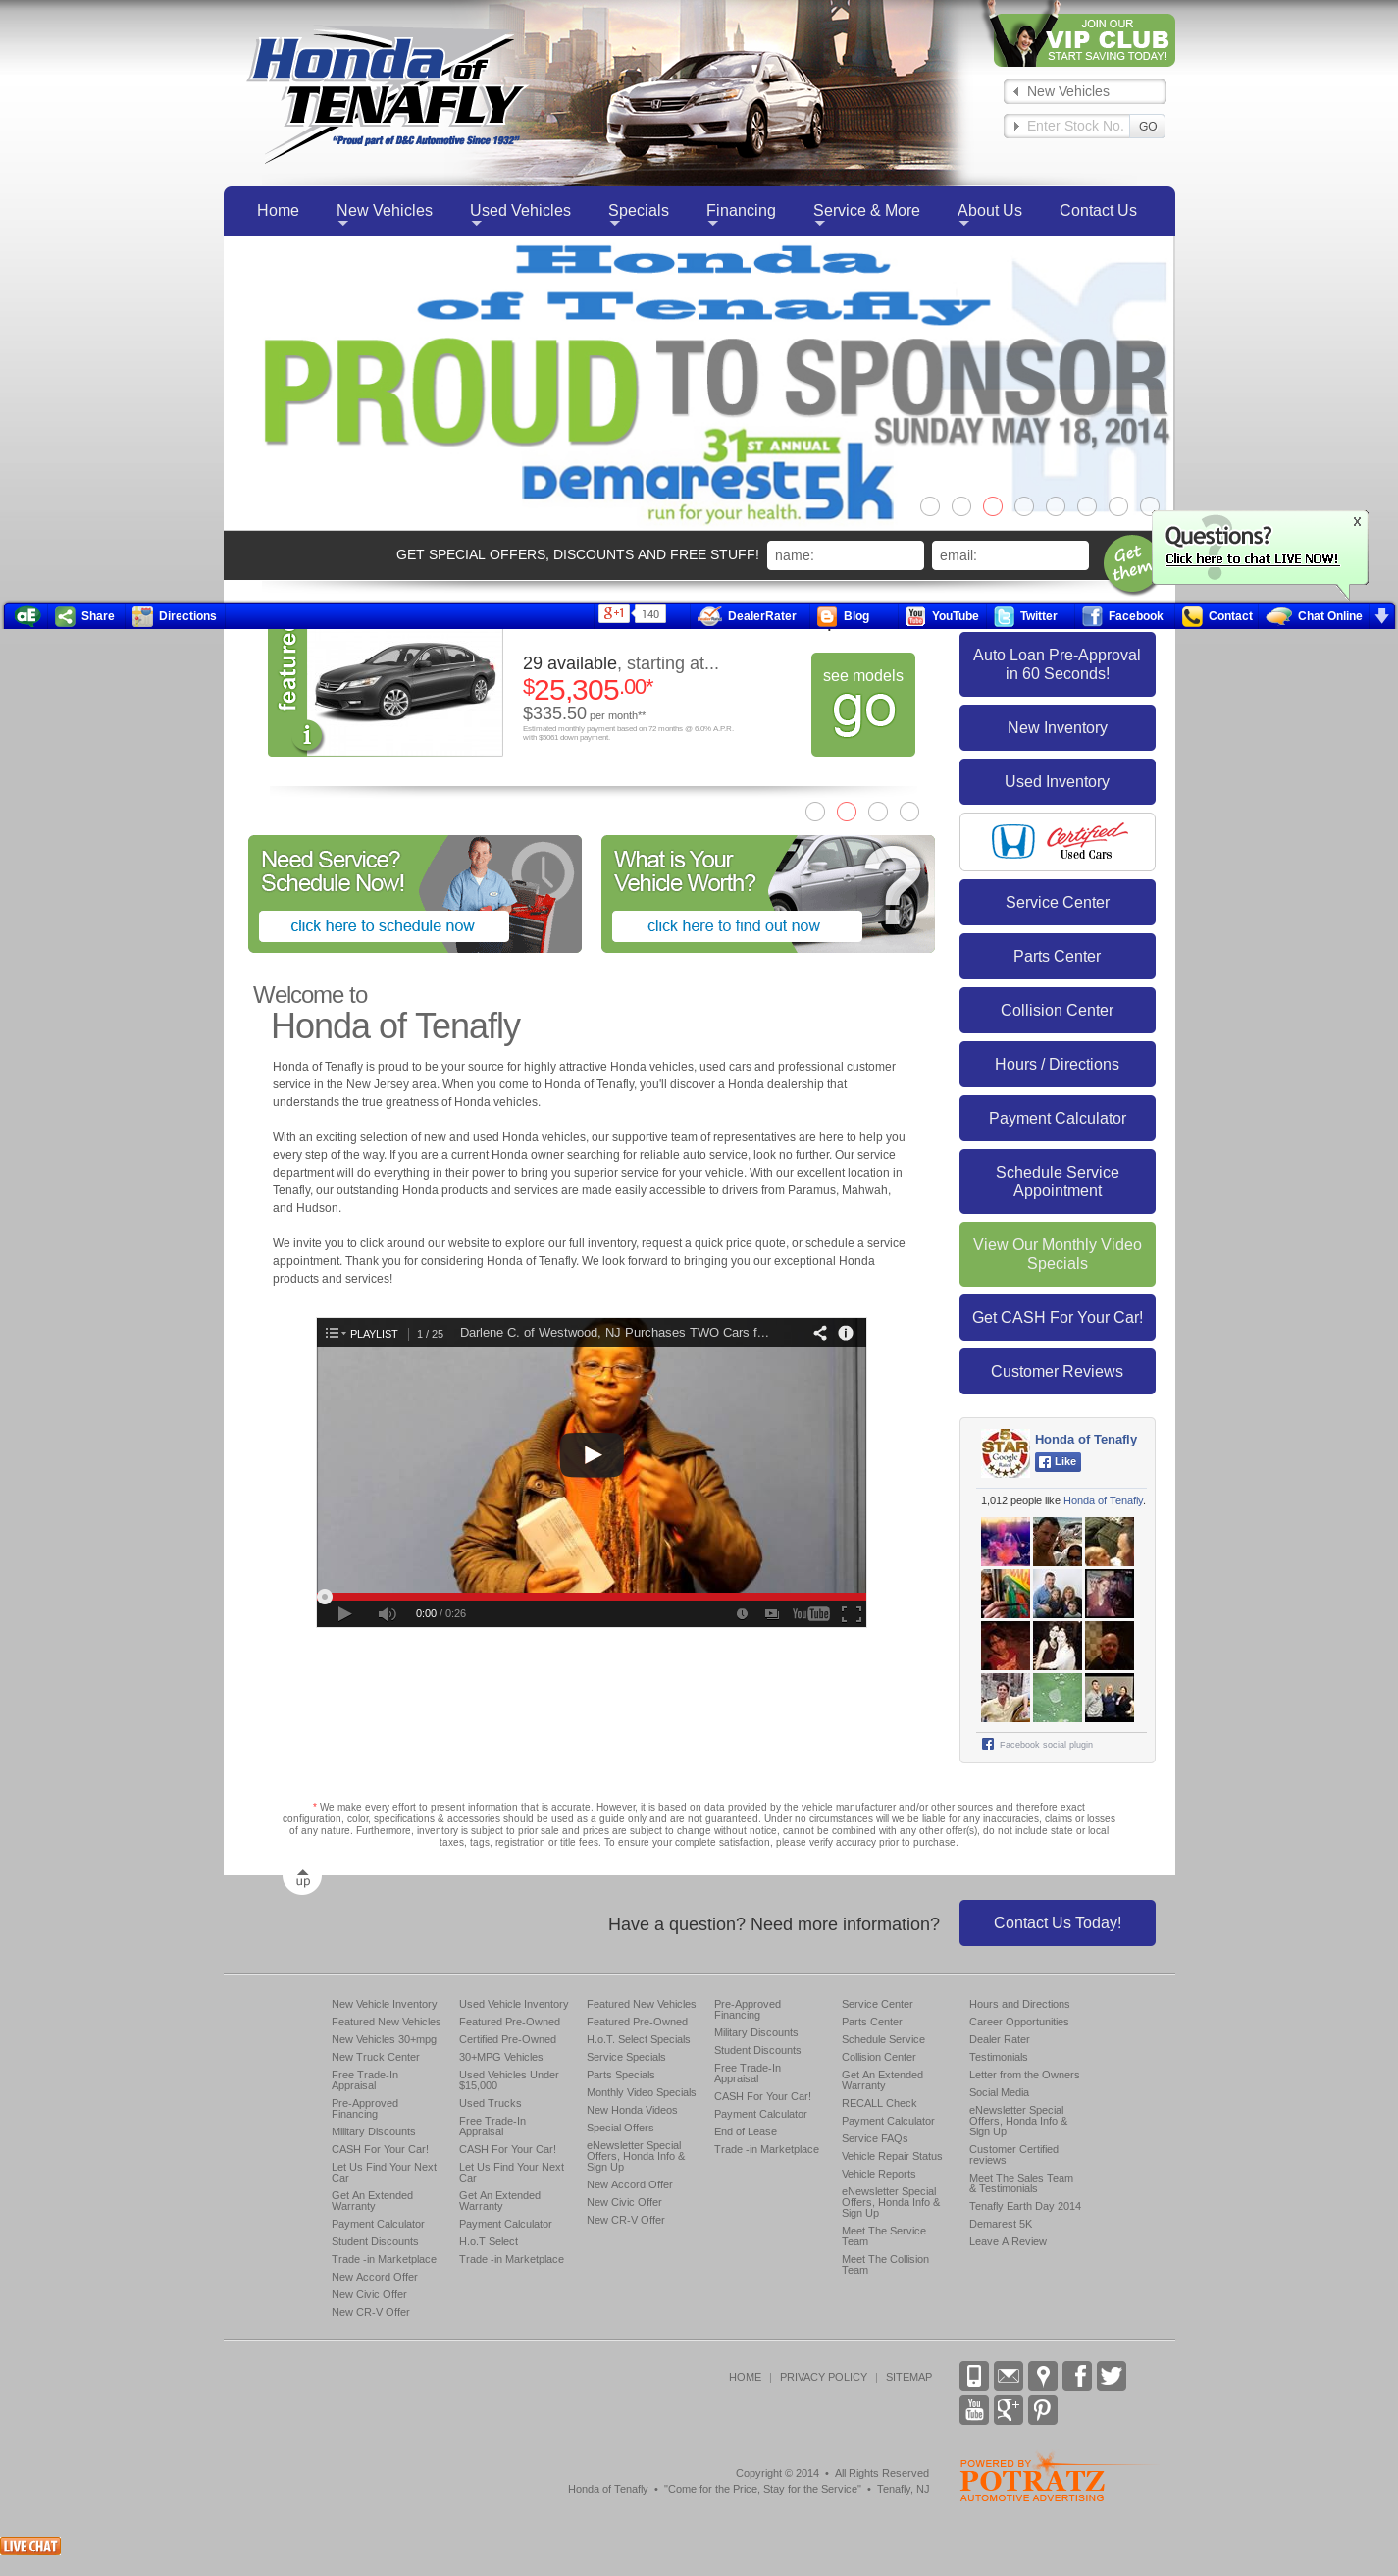 Honda of
TENAFLY
"Proud part of D&C Automotive Since 1932"
JOIN OUR
VIP CLUB
START SAVING TODAY!
New Vehicles
Enter Stock No. GO
Home New Vehicles Used Vehicles Specials Financing Service & More About Us Contact Us
Honda
of Tenafly
PROUD TO SPONSOR
SUNDAY MAY 18, 2014
31ST ANNUAL
Demarest 5k
run for your health.
GET SPECIAL OFFERS, DISCOUNTS AND FREE STUFF! name: email: Get them
Questions?
Click here to chat LIVE NOW!
X
aE Share Directions g+1 140 DealerRater Blog YouTube Twitter Facebook Contact Chat Online
featured
i
29 available, starting at...
$25,305.00*
$335.50 per month**
Estimated monthly payment based on 72 months @ 6.0% A.P.R.
with $5061 down payment.
see models
go
Need Service?
Schedule Now!
click here to schedule now
What is Your
Vehicle Worth?
click here to find out now
?
Welcome to
Honda of Tenafly
Honda of Tenafly is proud to be your source for highly attractive Honda vehicles, used cars and professional customer
service in the New Jersey area. When you come to Honda of Tenafly, you'll discover a Honda dealership that
understands the true greatness of Honda vehicles.
With an exciting selection of new and used Honda vehicles, our supportive team of representatives are here to help you
every step of the way. If you are a current Honda owner searching for reliable auto service, look no further. Our service
department will do everything in their power to bring you superior service for your vehicle. With our excellent location in
Tenafly, our outstanding Honda products and services are made easily accessible to drivers from Paramus, Mahwah,
and Hudson.
We invite you to click around our website to explore our full inventory, request a quick price quote, or schedule a service
appointment. Thank you for considering Honda of Tenafly. We look forward to bringing you our exceptional Honda
products and services!
PLAYLIST 1 / 25 Darlene C. of Westwood, NJ Purchases TWO Cars f...
0:00 / 0:26 YouTube
Auto Loan Pre-Approval
in 60 Seconds!
New Inventory
Used Inventory
Certified
Used Cars
Service Center
Parts Center
Collision Center
Hours / Directions
Payment Calculator
Schedule Service
Appointment
View Our Monthly Video
Specials
Get CASH For Your Car!
Customer Reviews
5
STAR
Google
Rated
Honda of Tenafly
Like
1,012 people like Honda of Tenafly.
Facebook social plugin
* We make every effort to present information that is accurate. However, it is based on data provided by the vehicle manufacturer and/or other sources and therefore exact
configuration, color, specifications & accessories should be used as a guide only and are not guaranteed. Under no circumstances will we be liable for any inaccuracies, claims or losses
of any nature. Furthermore, inventory is subject to prior sale and prices are subject to change without notice, cannot be combined with any other offer(s), do not include state or local
taxes, tags, registration or title fees. To ensure your complete satisfaction, please verify accuracy prior to purchase.
up
Have a question? Need more information?
Contact Us Today!
New Vehicle Inventory
Featured New Vehicles
New Vehicles 30+mpg
New Truck Center
Free Trade-In
Appraisal
Pre-Approved
Financing
Military Discounts
CASH For Your Car!
Let Us Find Your Next
Car
Get An Extended
Warranty
Payment Calculator
Student Discounts
Trade -in Marketplace
New Accord Offer
New Civic Offer
New CR-V Offer
Used Vehicle Inventory
Featured Pre-Owned
Certified Pre-Owned
30+MPG Vehicles
Used Vehicles Under
$15,000
Used Trucks
Free Trade-In
Appraisal
CASH For Your Car!
Let Us Find Your Next
Car
Get An Extended
Warranty
Payment Calculator
H.o.T Select
Trade -in Marketplace
Featured New Vehicles
Featured Pre-Owned
H.o.T. Select Specials
Service Specials
Parts Specials
Monthly Video Specials
New Honda Videos
Special Offers
eNewsletter Special
Offers, Honda Info &
Sign Up
New Accord Offer
New Civic Offer
New CR-V Offer
Pre-Approved
Financing
Military Discounts
Student Discounts
Free Trade-In
Appraisal
CASH For Your Car!
Payment Calculator
End of Lease
Trade -in Marketplace
Service Center
Parts Center
Schedule Service
Collision Center
Get An Extended
Warranty
RECALL Check
Payment Calculator
Service FAQs
Vehicle Repair Status
Vehicle Reports
eNewsletter Special
Offers, Honda Info &
Sign Up
Meet The Service
Team
Meet The Collision
Team
Hours and Directions
Career Opportunities
Dealer Rater
Testimonials
Letter from the Owners
Social Media
eNewsletter Special
Offers, Honda Info &
Sign Up
Customer Certified
reviews
Meet The Sales Team
& Testimonials
Tenafly Earth Day 2014
Demarest 5K
Leave A Review
HOME | PRIVACY POLICY | SITEMAP
You
Tube
Copyright © 2014 • All Rights Reserved
Honda of Tenafly • "Come for the Price, Stay for the Service" • Tenafly, NJ
POWERED BY
POTRATZ
AUTOMOTIVE ADVERTISING
LIVE CHAT